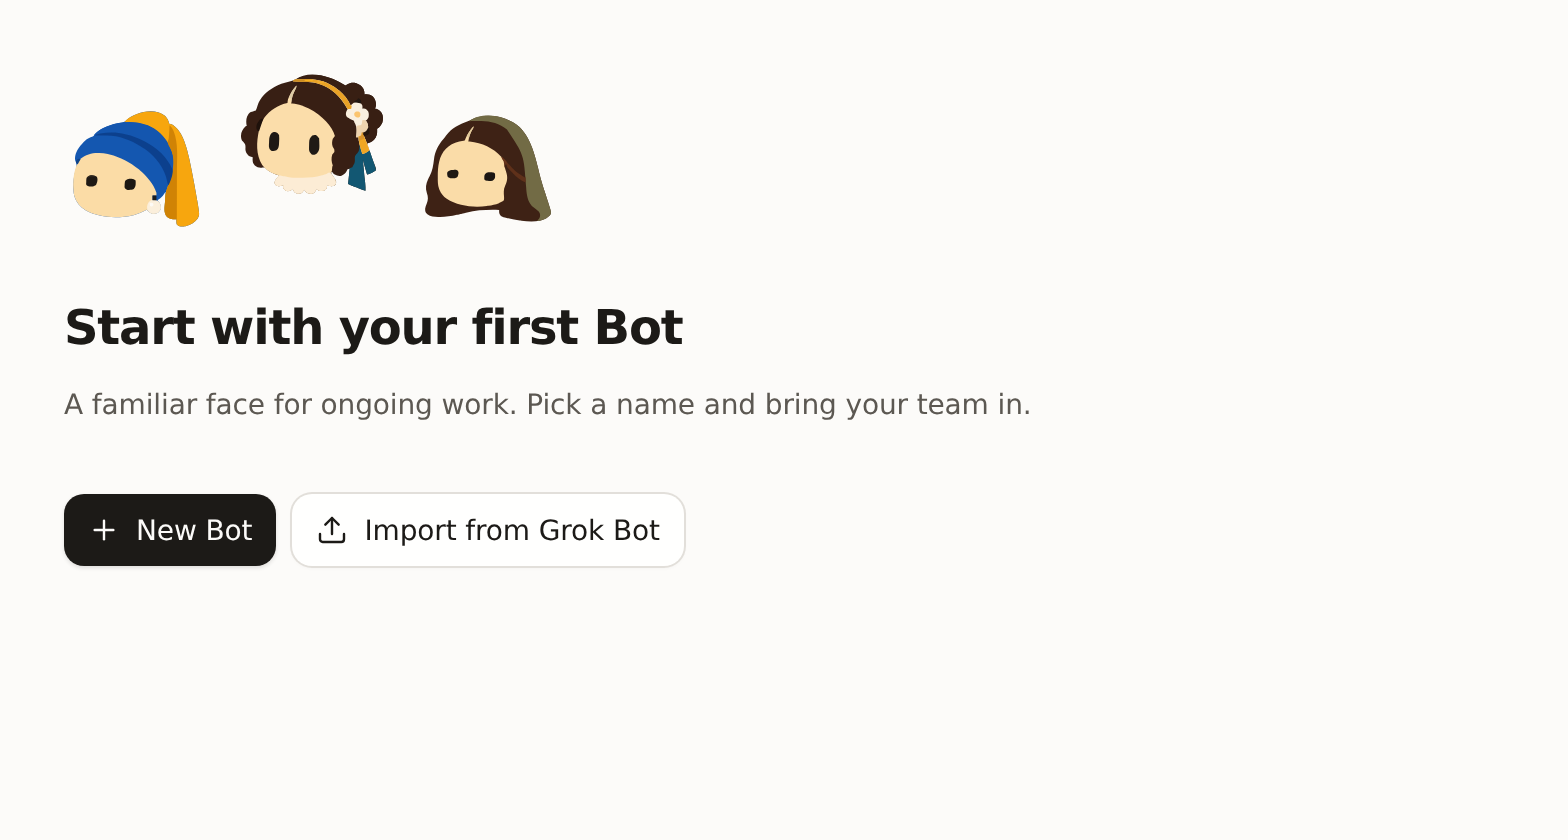 Start with your first Bot
A familiar face for ongoing work. Pick a name and bring your team in.
New Bot
Import from Grok Bot